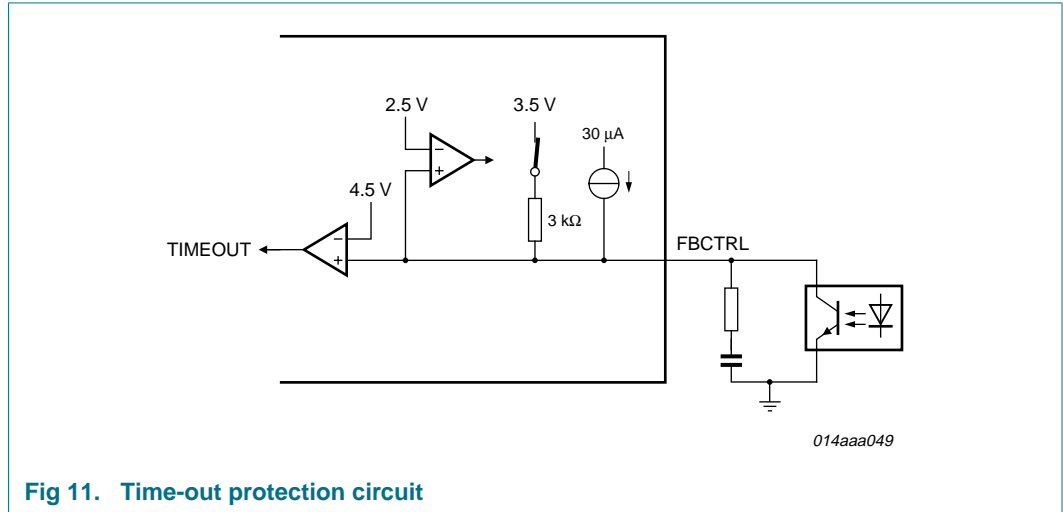 2.5 V
3.5 V
30 μA
−
+
4.5 V
3 kΩ
TIMEOUT
−
+
FBCTRL
014aaa049
Fig 11. Time-out protection circuit